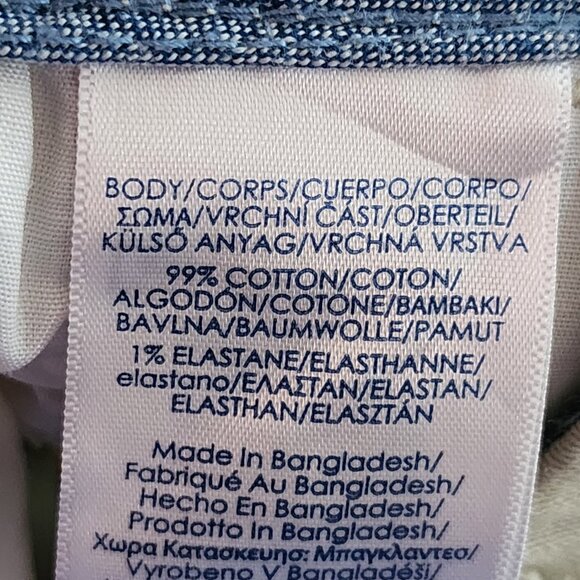 BODY/CORPS/CUERPO/CORPO/
ΣΩΜΑ/VRCHNÍ ČÁST/OBERTEIL/
KÜLSŐ ANYAG/VRCHNÁ VRSTVA
99% COTTON/COTON/
ALGODÓN/COTONE/BAMBAKI/
BAVLNA/BAUMWOLLE/PAMUT
1% ELASTANE/ELASTHANNE/
elastano/ΕΛΑΣΤΑΝ/ELASTAN/
ELASTHAN/ELASZTÁN
Made In Bangladesh/
Fabriqué Au Bangladesh/
Hecho En Bangladesh/
Prodotto In Bangladesh/
Χωρα Κατασκευησ: Μπαγκλαντεσ/
Vyrobeno V Bangladéši/